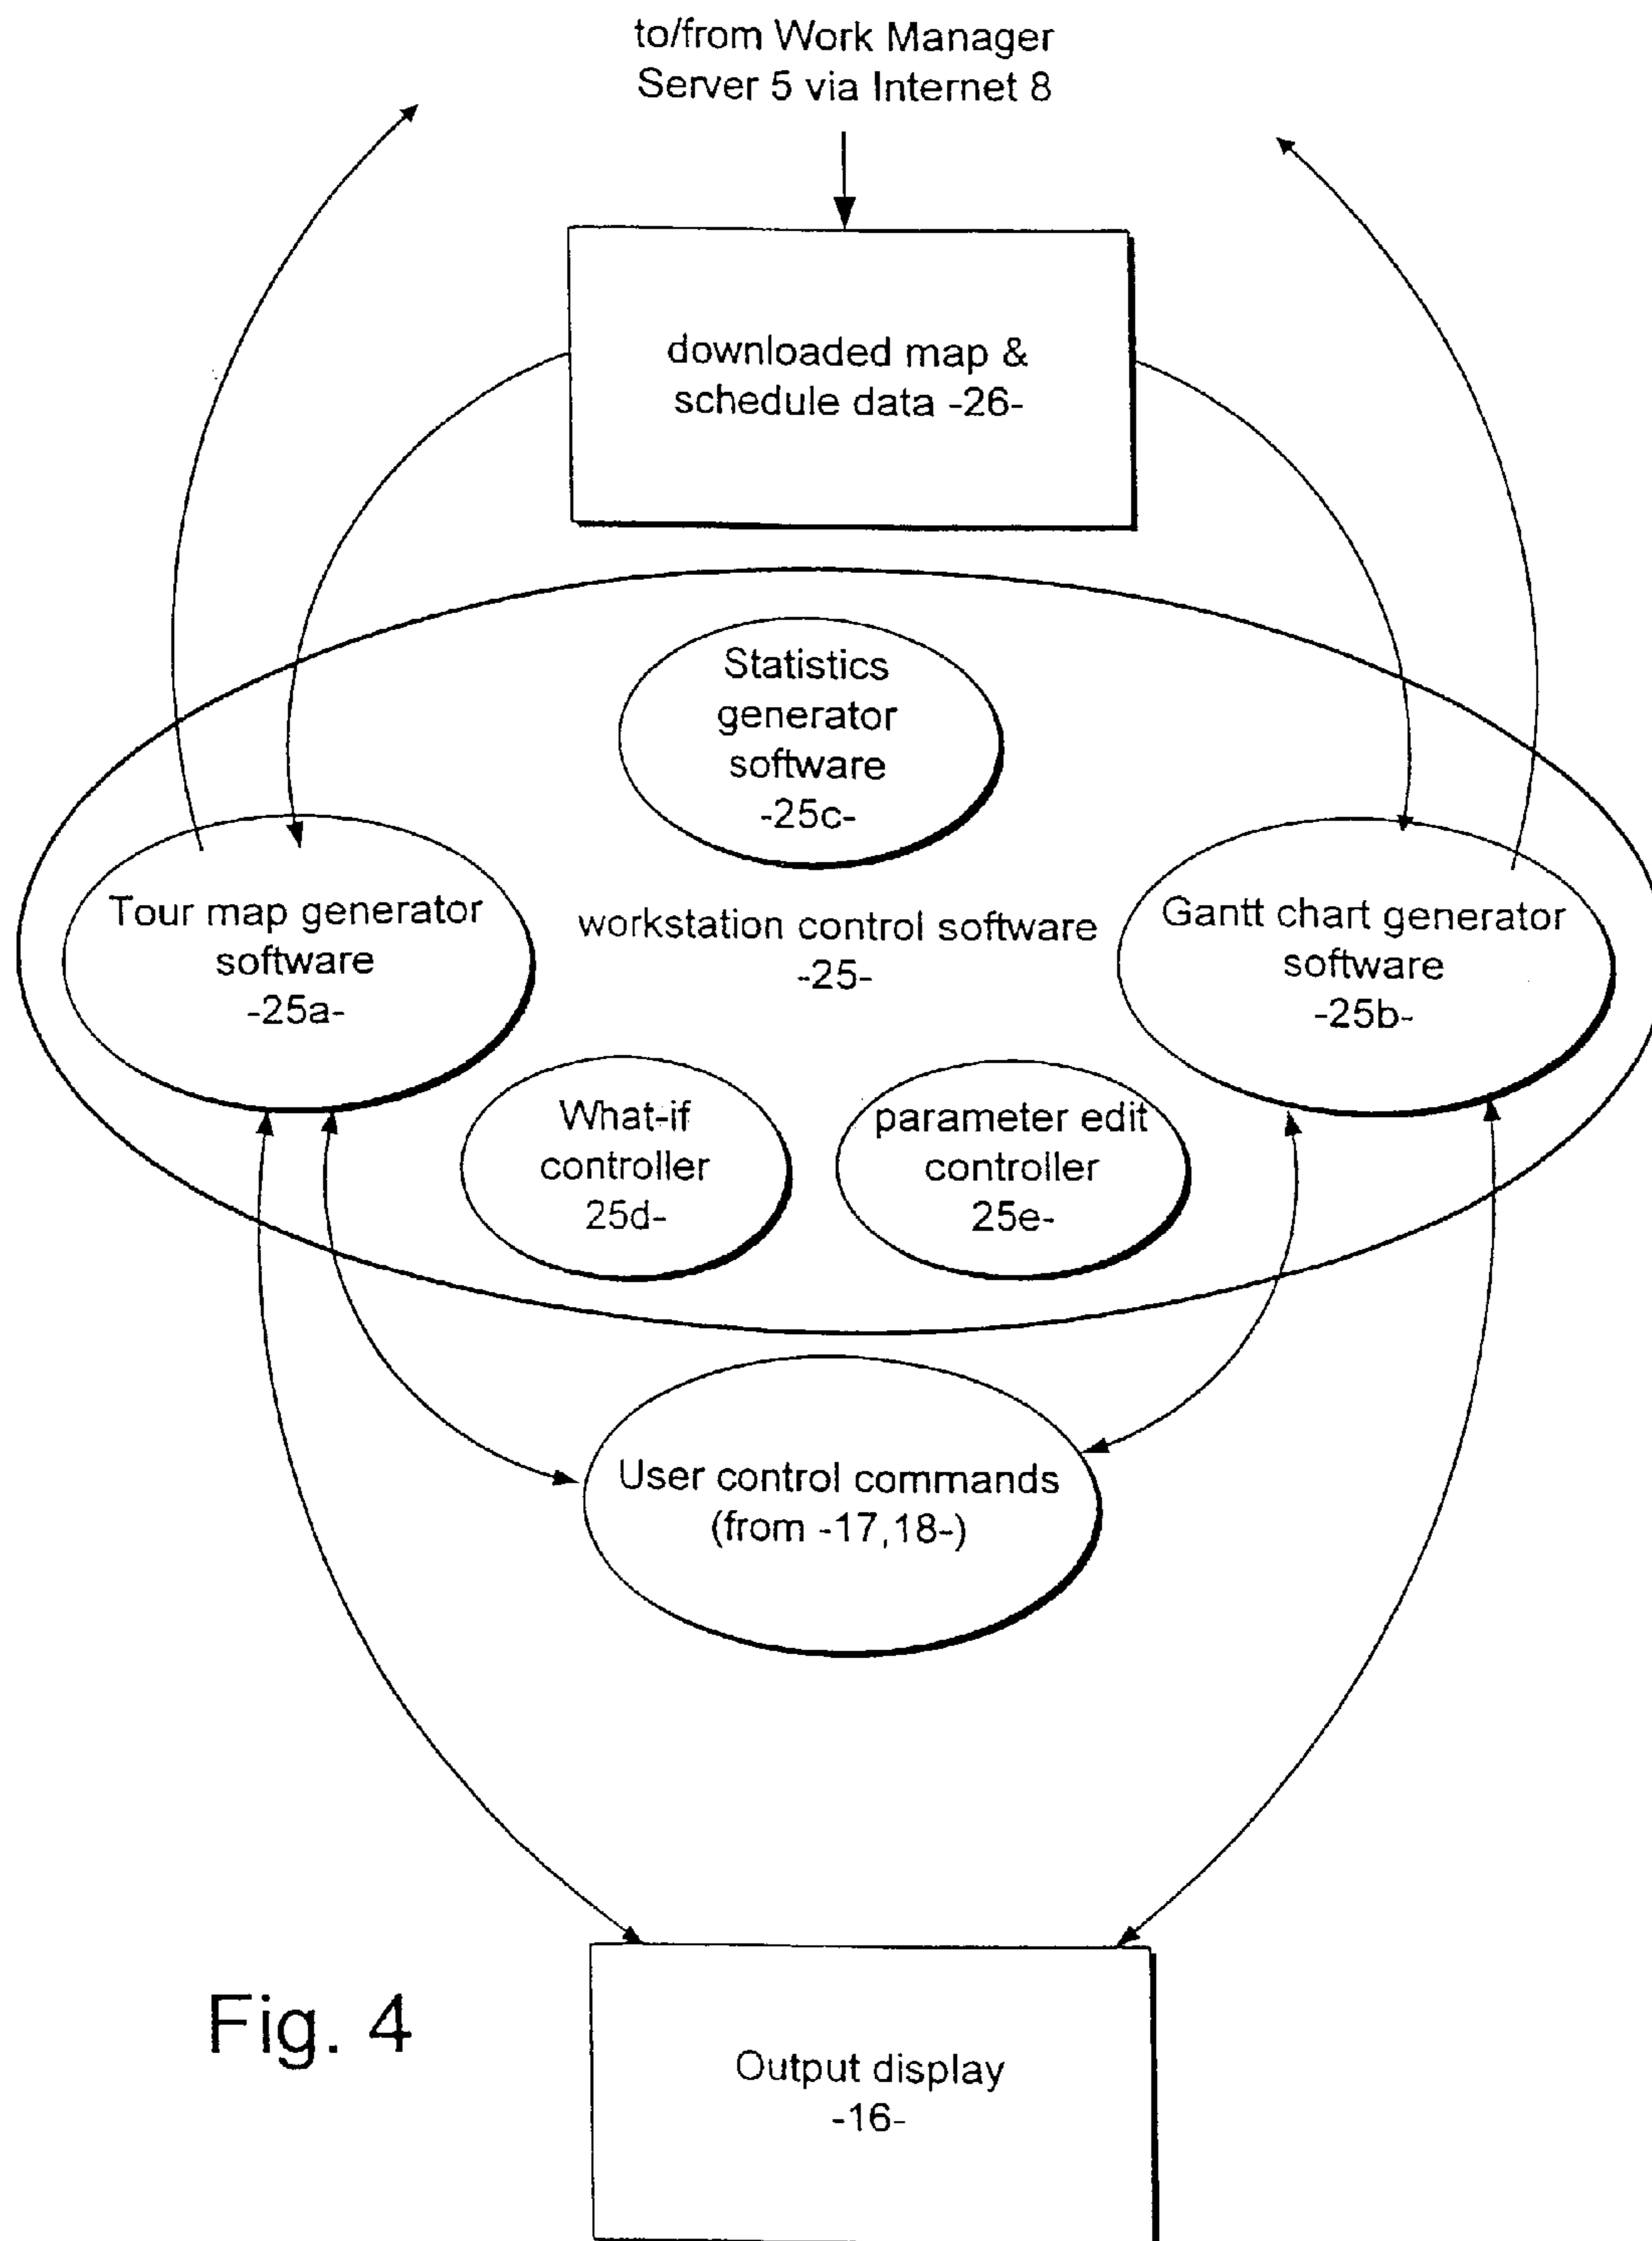 to/from Work Manager
Server 5 via Internet 8
downloaded map &
schedule data -26-
Statistics
generator
software
-25c-
Tour map generator
software
-25a-
workstation control software
-25-
Gantt chart generator
software
-25b-
What-if
controller
25d-
parameter edit
controller
25e-
User control commands
(from -17,18-)
Fig. 4
Output display
-16-